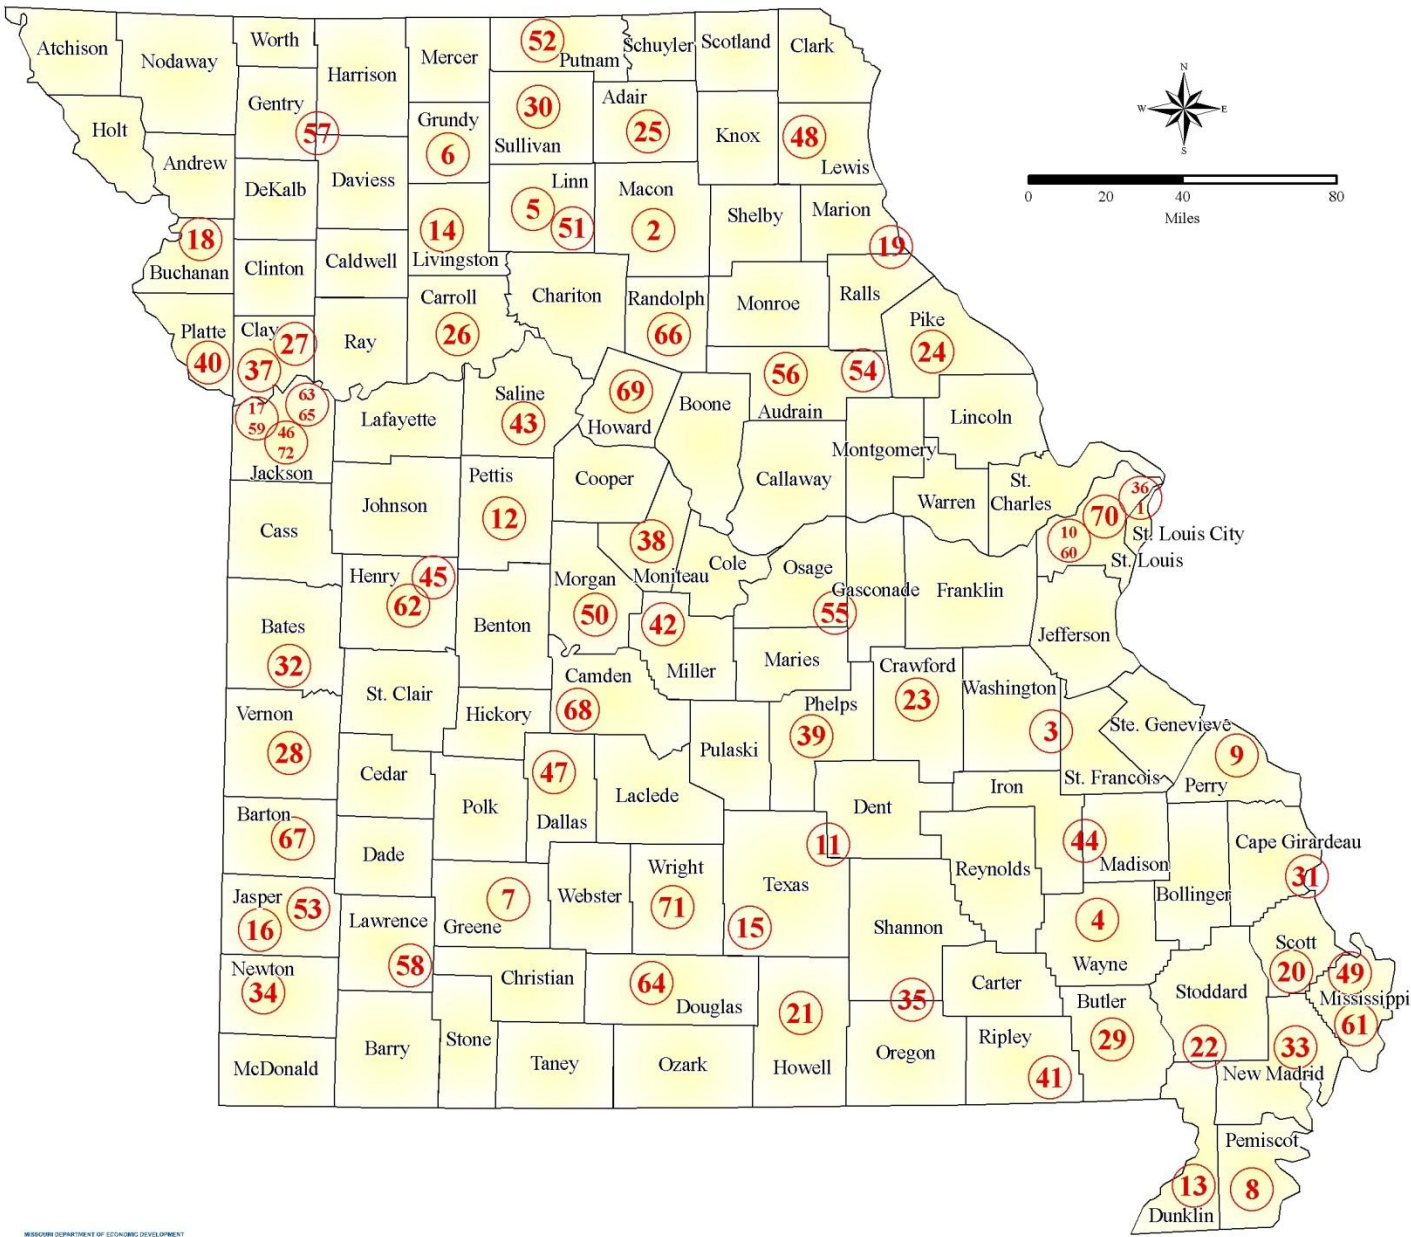 Atchison
Nodaway
Worth
Harrison
Mercer
52
Putnam
Schuyler
Scotland
Clark
N
W
E
S
Gentry
57
Holt
Grundy
6
30
Sullivan
Adair
25
Knox
48
Lewis
Andrew
DeKalb
Daviess
Linn
5
51
Macon
2
Shelby
Marion
19
0
20
40
80
Miles
18
Buchanan
Clinton
Caldwell
14
Livingston
Chariton
Randolph
66
Monroe
Ralls
Pike
24
Platte
40
Clay
27
37
Ray
Carroll
26
56
Audrain
54
17
59
63
65
46
72
Jackson
Lafayette
Saline
43
69
Howard
Boone
Lincoln
Montgomery
Callaway
Warren
St.
Charles
36
1
70
10
60
St. Louis City
St. Louis
Cass
Johnson
Pettis
12
Cooper
38
Moniteau
Cole
Osage
Gasconade
55
Franklin
Jefferson
Henry
45
62
Benton
Morgan
50
42
Miller
Maries
Bates
32
St. Clair
Hickory
Camden
68
Pulaski
Phelps
39
Crawford
23
Washington
3
St. Francois
Ste. Genevieve
9
Perry
Vernon
28
Cedar
Polk
47
Dallas
Laclede
Dent
Iron
Barton
67
Dade
Wright
71
11
Texas
15
Reynolds
44
Madison
Bollinger
Cape Girardeau
31
Jasper
53
16
Lawrence
58
7
Greene
Webster
Shannon
4
Wayne
Scott
20
49
Mississippi
61
Newton
34
Christian
64
Douglas
21
Howell
35
Carter
Butler
29
Stoddard
22
33
New Madrid
McDonald
Barry
Stone
Taney
Ozark
Oregon
Ripley
41
Pemiscot
8
13
Dunklin
MISSOURI DEPARTMENT OF ECONOMIC DEVELOPMENT